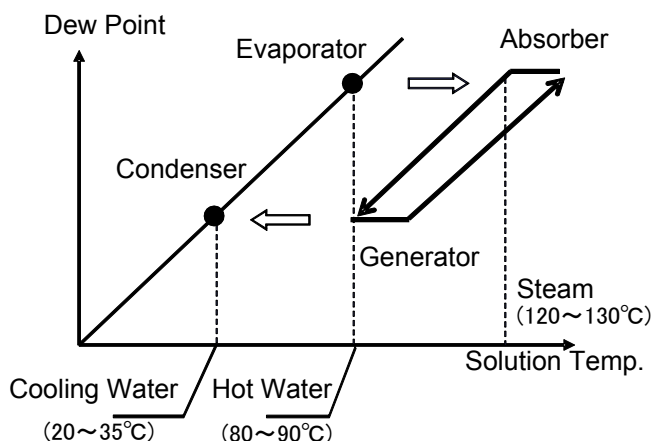 Dew Point
Evaporator
Absorber
Condenser
Generator
Steam
(120～130℃)
Solution Temp.
Cooling Water
(20～35℃)
Hot Water
(80～90℃)